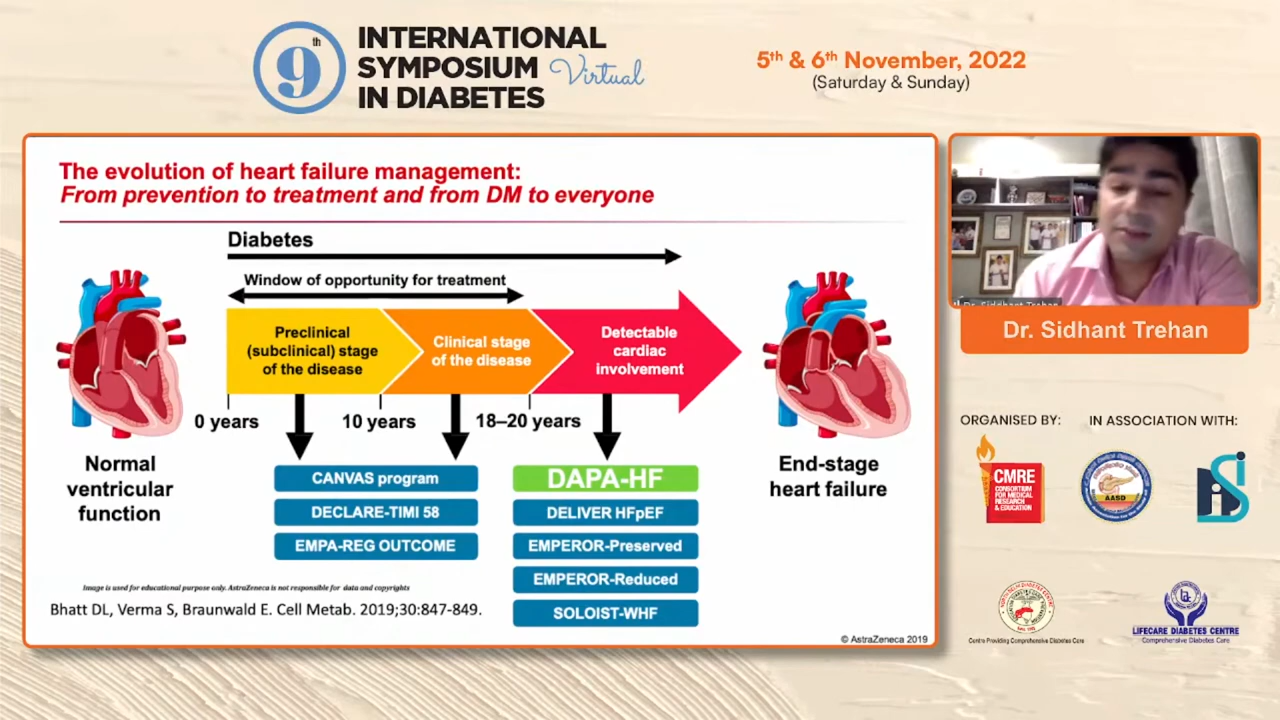 9th
INTERNATIONAL
SYMPOSIUM Virtual
IN DIABETES
5th & 6th November, 2022
(Saturday & Sunday)
The evolution of heart failure management:
From prevention to treatment and from DM to everyone
Diabetes
Window of opportunity for treatment
Preclinical
(subclinical) stage
of the disease
Clinical stage
of the disease
Detectable
cardiac
involvement
0 years
10 years
18–20 years
Normal
ventricular
function
End-stage
heart failure
CANVAS program
DECLARE-TIMI 58
EMPA-REG OUTCOME
DAPA-HF
DELIVER HFpEF
EMPEROR-Preserved
EMPEROR-Reduced
SOLOIST-WHF
Image is used for educational purpose only. AstraZeneca is not responsible for data and copyrights
Bhatt DL, Verma S, Braunwald E. Cell Metab. 2019;30:847-849.
© AstraZeneca 2019
Dr. Siddhant Trehan
Dr. Sidhant Trehan
ORGANISED BY:
IN ASSOCIATION WITH:
CMRE
CONSORTIUM
FOR MEDICAL
RESEARCH
& EDUCATION
AASD
Centre Providing Comprehensive Diabetes Care
LIFECARE DIABETES CENTRE
Comprehensive Diabetes Care